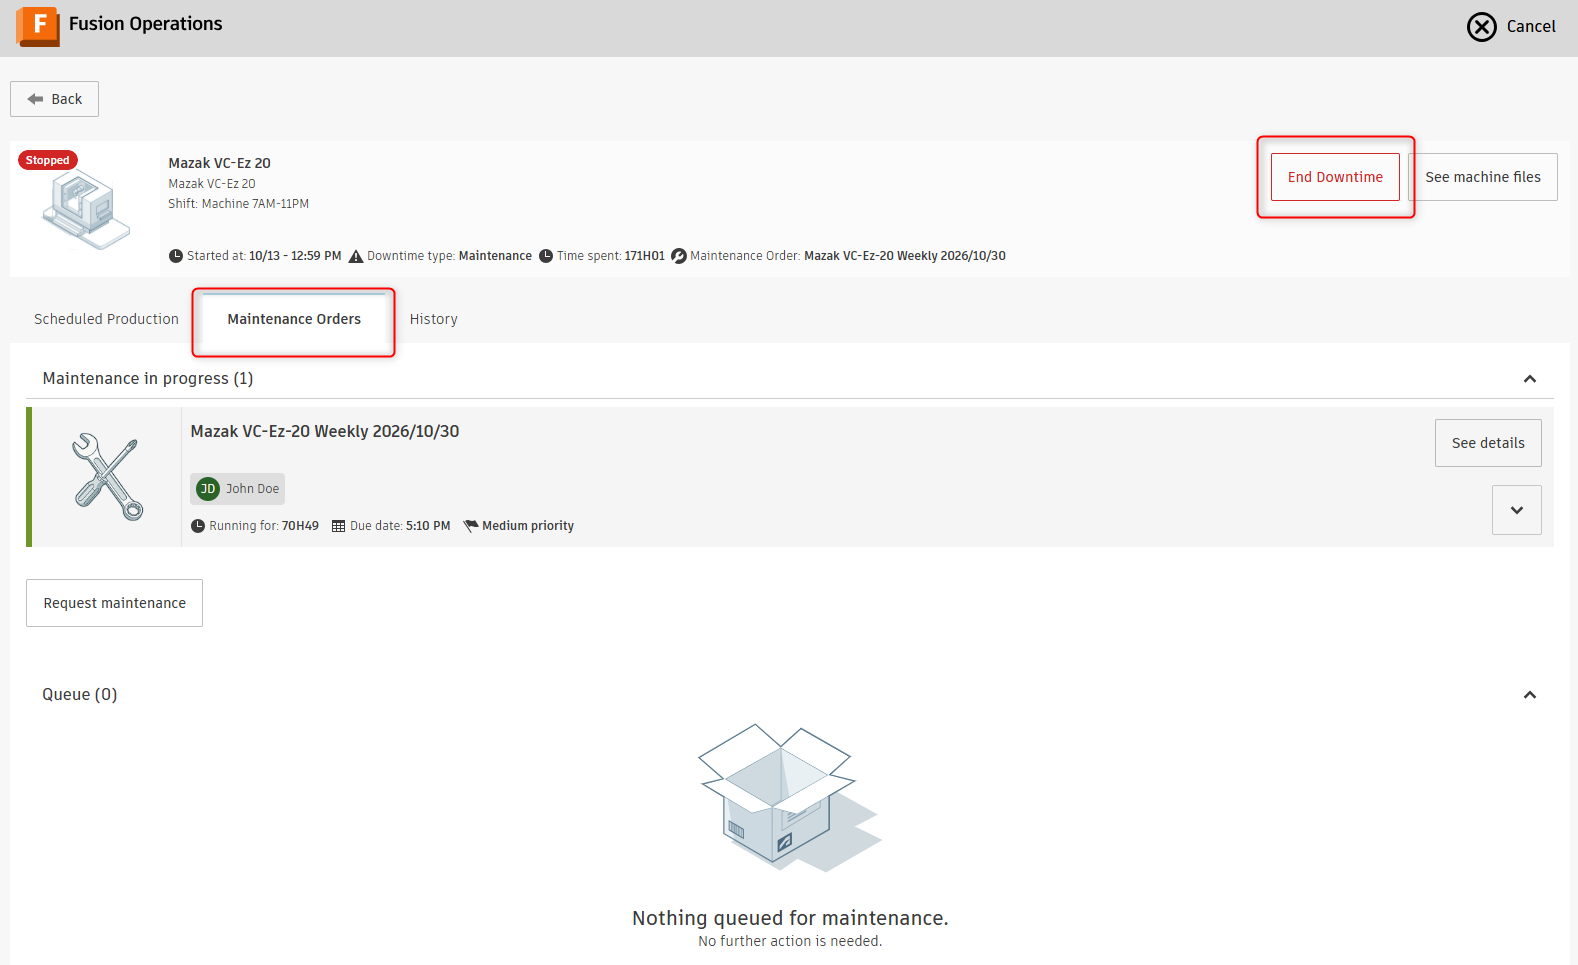 F Fusion Operations
Cancel
Back
Stopped
Mazak VC-Ez 20
Mazak VC-Ez 20
Shift: Machine 7AM-11PM
End Downtime
See machine files
Started at: 10/13 - 12:59 PM Downtime type: Maintenance Time spent: 171H01 Maintenance Order: Mazak VC-Ez-20 Weekly 2026/10/30
Scheduled Production Maintenance Orders History
Maintenance in progress (1)
Mazak VC-Ez-20 Weekly 2026/10/30
See details
JD John Doe
Running for: 70H49 Due date: 5:10 PM Medium priority
Request maintenance
Queue (0)
Nothing queued for maintenance.
No further action is needed.